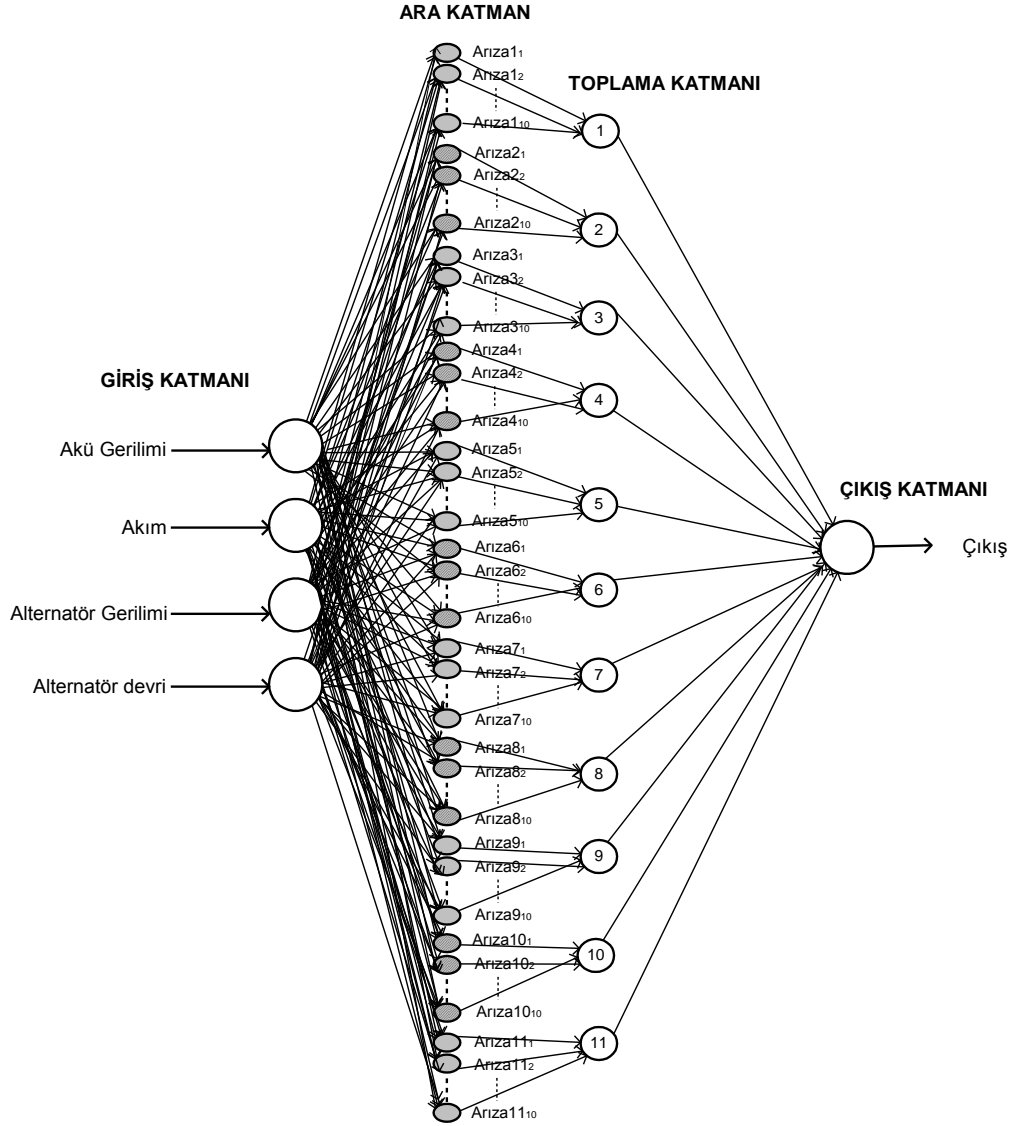 ARA KATMAN
Arıza1₁
Arıza1₂
TOPLAMA KATMANI
Arıza1₁₀
1
Arıza2₁
Arıza2₂
Arıza2₁₀
2
Arıza3₁
Arıza3₂
3
Arıza3₁₀
Arıza4₁
Arıza4₂
GİRİŞ KATMANI
4
Arıza4₁₀
Akü Gerilimi
Arıza5₁
Arıza5₂
ÇIKIŞ KATMANI
5
Arıza5₁₀
Akım
Arıza6₁
Çıkış
Arıza6₂
6
Alternatör Gerilimi
Arıza6₁₀
Arıza7₁
Arıza7₂
7
Alternatör devri
Arıza7₁₀
Arıza8₁
Arıza8₂
8
Arıza8₁₀
Arıza9₁
9
Arıza9₂
Arıza9₁₀
Arıza10₁
10
Arıza10₂
Arıza10₁₀
Arıza11₁
11
Arıza11₂
Arıza11₁₀